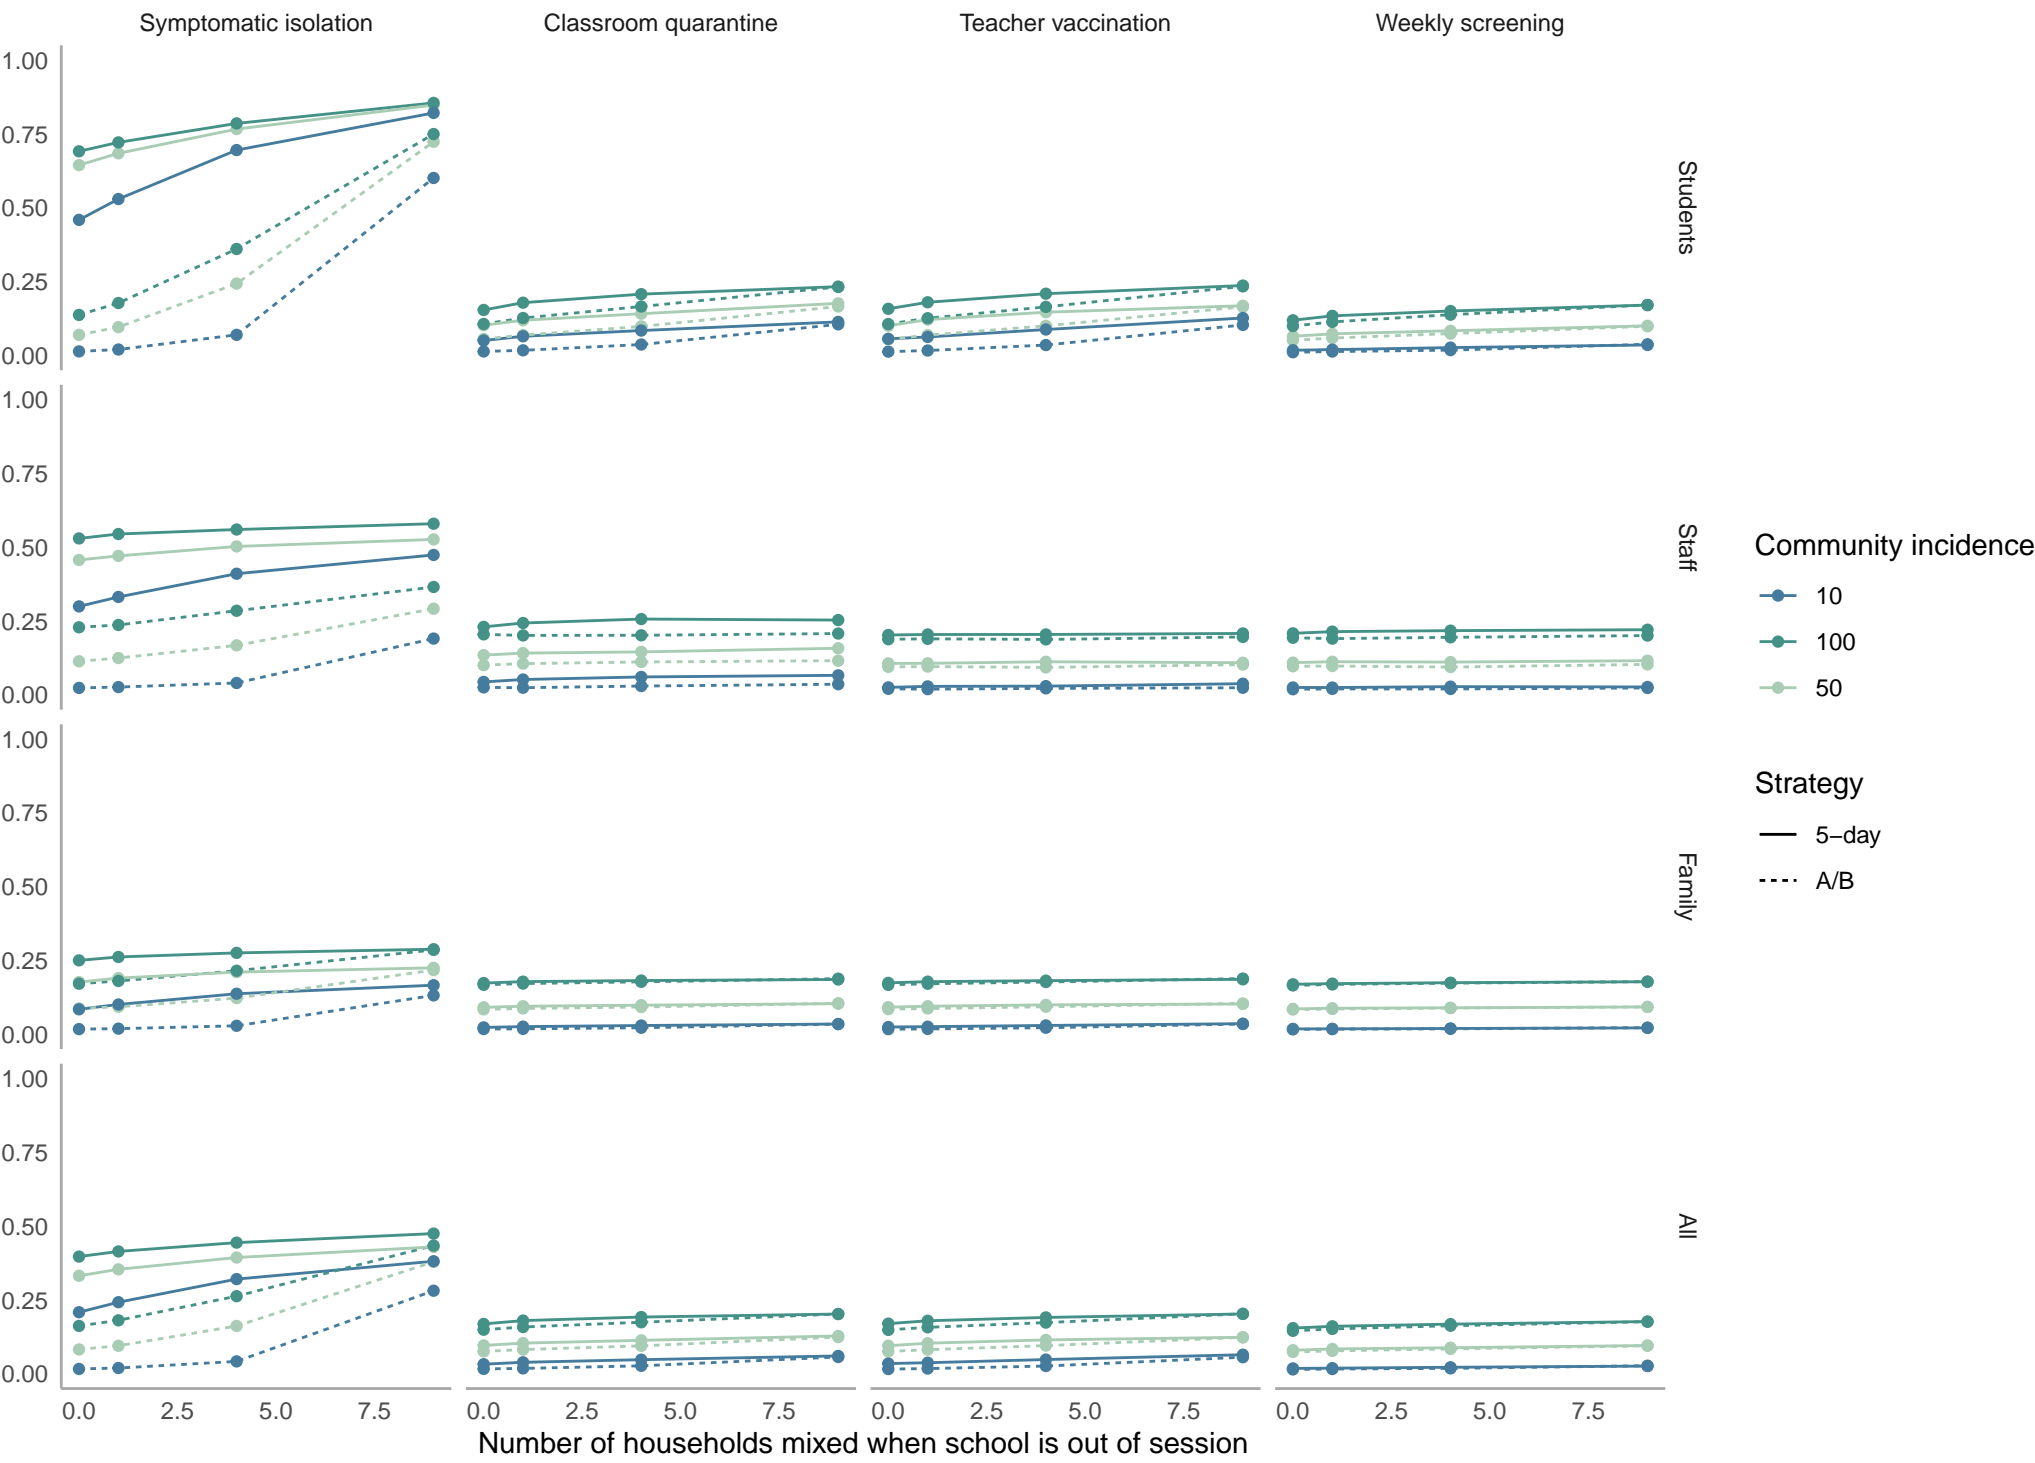 Symptomatic isolation
Classroom quarantine
Teacher vaccination
Weekly screening
1.00
0.75
0.50
0.25
0.00
Students
1.00
0.75
0.50
0.25
0.00
Staff
1.00
0.75
0.50
0.25
0.00
Family
1.00
0.75
0.50
0.25
0.00
All
0.0 2.5 5.0 7.5
0.0 2.5 5.0 7.5
0.0 2.5 5.0 7.5
0.0 2.5 5.0 7.5
Number of households mixed when school is out of session
Community incidence
10
100
50
Strategy
5−day
A/B